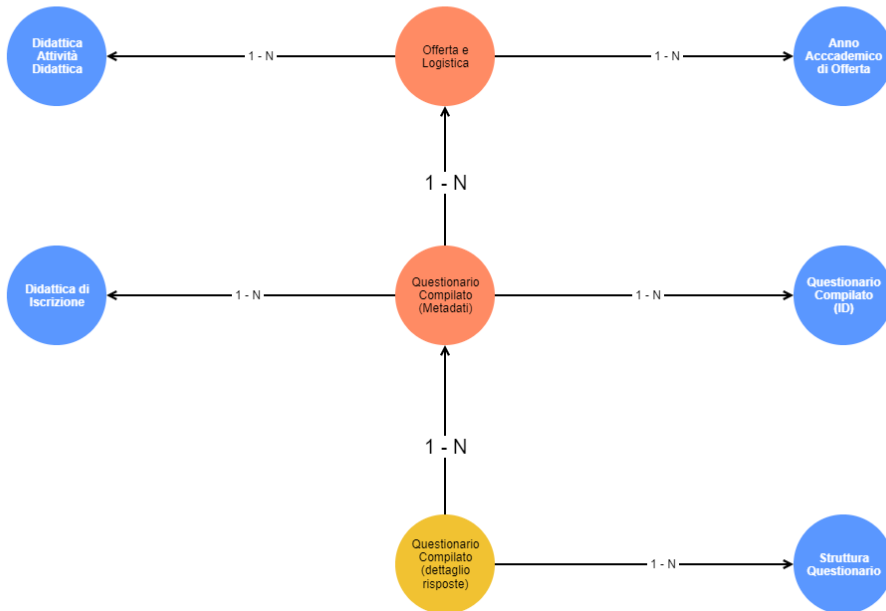 Didattica
Attività
Didattica
1 - N
Offerta e
Logistica
1 - N
Anno
Acccademico
di Offerta
1 - N
Didattica di
Iscrizione
1 - N
Questionario
Compilato
(Metadati)
1 - N
Questionario
Compilato
(ID)
1 - N
Questionario
Compilato
(dettaglio
risposte)
1 - N
Struttura
Questionario